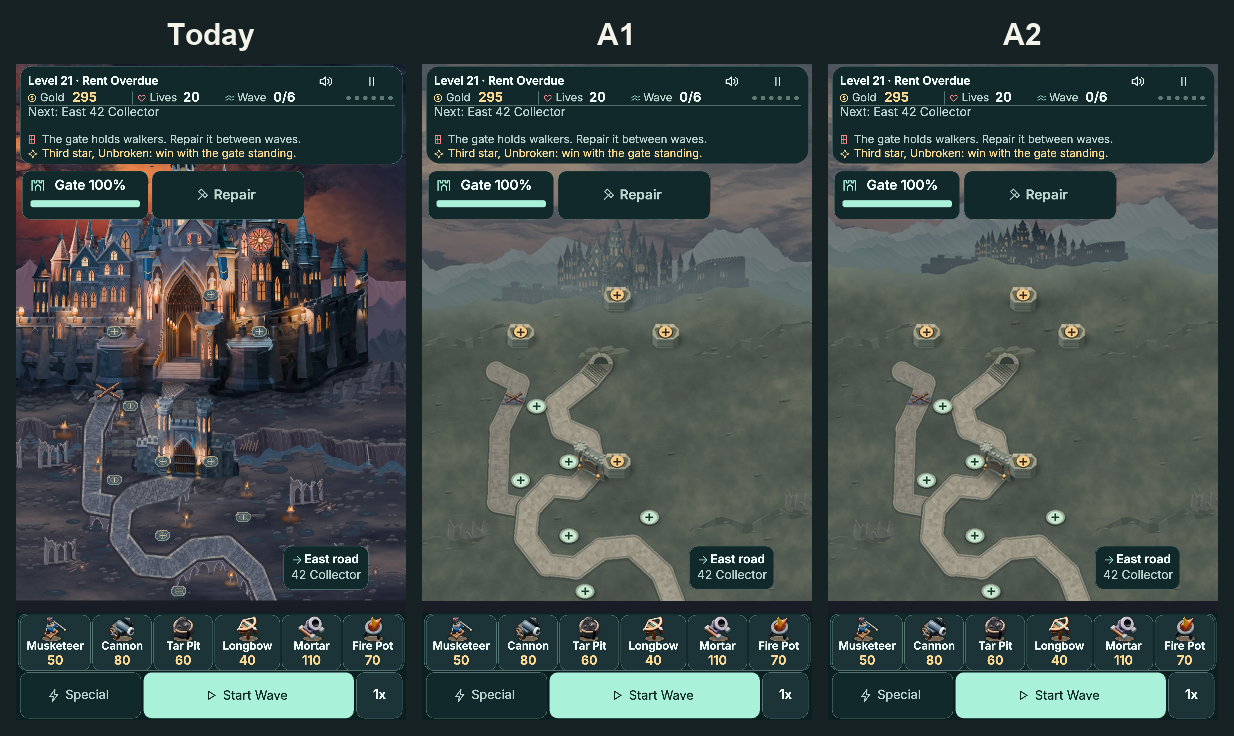 Today
Level 21 · Rent Overdue
Gold 295 Lives 20 Wave 0/6
Next: East 42 Collector
The gate holds walkers. Repair it between waves.
Third star, Unbroken: win with the gate standing.
Gate 100%
Repair
East road
42 Collector
Musketeer Cannon Tar Pit Longbow Mortar Fire Pot
50 80 60 40 110 70
Special Start Wave 1x
A1
Level 21 · Rent Overdue
Gold 295 Lives 20 Wave 0/6
Next: East 42 Collector
The gate holds walkers. Repair it between waves.
Third star, Unbroken: win with the gate standing.
Gate 100%
Repair
East road
42 Collector
Musketeer Cannon Tar Pit Longbow Mortar Fire Pot
50 80 60 40 110 70
Special Start Wave 1x
A2
Level 21 · Rent Overdue
Gold 295 Lives 20 Wave 0/6
Next: East 42 Collector
The gate holds walkers. Repair it between waves.
Third star, Unbroken: win with the gate standing.
Gate 100%
Repair
East road
42 Collector
Musketeer Cannon Tar Pit Longbow Mortar Fire Pot
50 80 60 40 110 70
Special Start Wave 1x